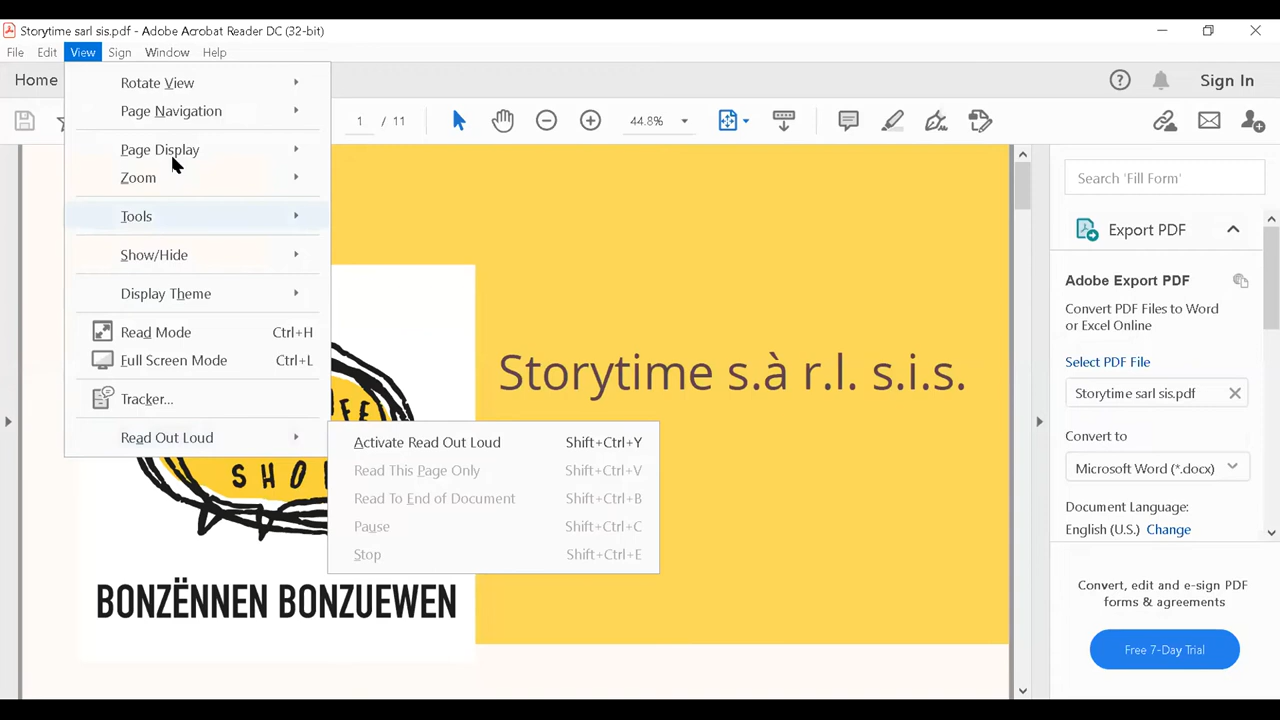 Storytime sarl sis.pdf - Adobe Acrobat Reader DC (32-bit)
File Edit View Sign Window Help
Home
Sign In
1 / 11
44.8%
Rotate View
Page Navigation
Page Display
Zoom
Tools
Show/Hide
Display Theme
Read Mode Ctrl+H
Full Screen Mode Ctrl+L
Tracker...
Read Out Loud
Activate Read Out Loud Shift+Ctrl+Y
Read This Page Only Shift+Ctrl+V
Read To End of Document Shift+Ctrl+B
Pause Shift+Ctrl+C
Stop Shift+Ctrl+E
Storytime s.à r.l. s.i.s.
SHO
BONZËNNEN BONZUEWEN
Search 'Fill Form'
Export PDF
Adobe Export PDF
Convert PDF Files to Word
or Excel Online
Select PDF File
Storytime sarl sis.pdf
Convert to
Microsoft Word (*.docx)
Document Language:
English (U.S.) Change
Convert, edit and e-sign PDF
forms & agreements
Free 7-Day Trial